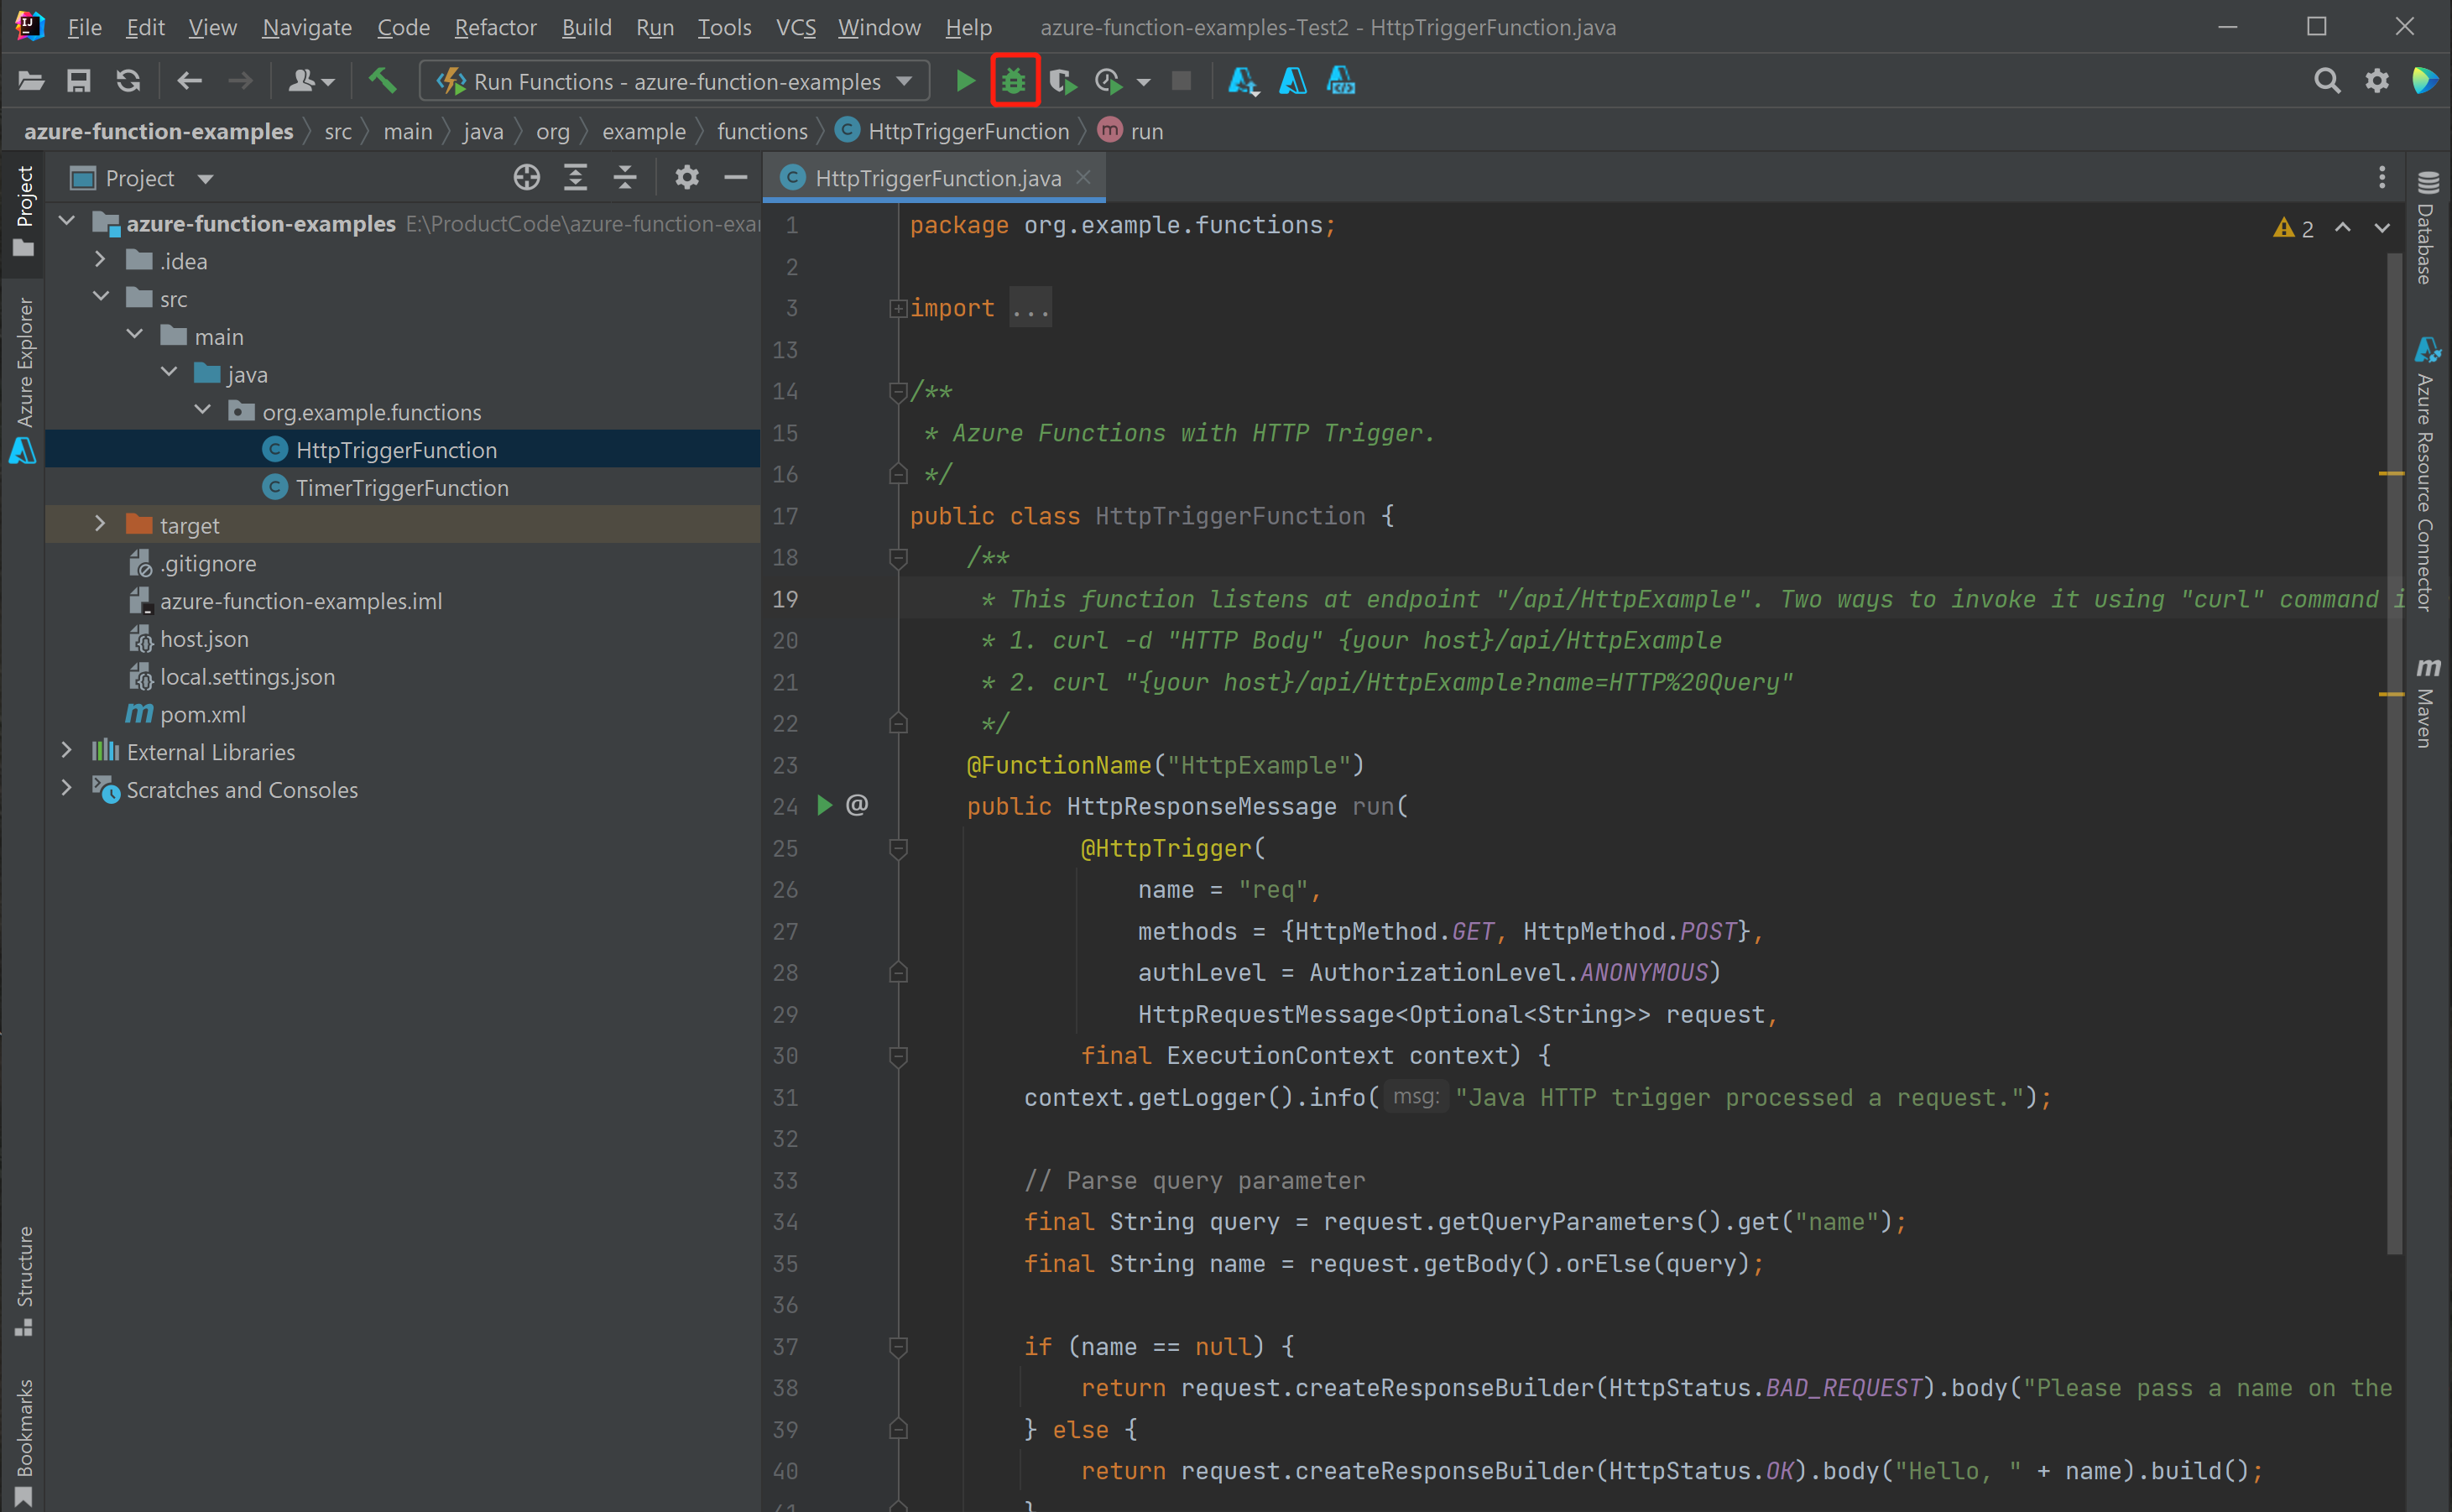 File Edit View Navigate Code Refactor Build Run Tools VCS Window Help azure-function-examples-Test2 - HttpTriggerFunction.java
Run Functions - azure-function-examples
azure-function-examples src main java org example functions HttpTriggerFunction run
Project
HttpTriggerFunction.java
azure-function-examples E:\ProductCode\azure-function-exa
.idea
src
main
java
org.example.functions
HttpTriggerFunction
TimerTriggerFunction
target
.gitignore
azure-function-examples.iml
host.json
local.settings.json
pom.xml
External Libraries
Scratches and Consoles
Project
Azure Explorer
Structure
Bookmarks
1 package org.example.functions;
2
3 import ...
13
14 /**
15 * Azure Functions with HTTP Trigger.
16 */
17 public class HttpTriggerFunction {
18 /**
19 * This function listens at endpoint "/api/HttpExample". Two ways to invoke it using "curl" command i
20 * 1. curl -d "HTTP Body" {your host}/api/HttpExample
21 * 2. curl "{your host}/api/HttpExample?name=HTTP%20Query"
22 */
23 @FunctionName("HttpExample")
24 @ public HttpResponseMessage run(
25 @HttpTrigger(
26 name = "req",
27 methods = {HttpMethod.GET, HttpMethod.POST},
28 authLevel = AuthorizationLevel.ANONYMOUS)
29 HttpRequestMessage<Optional<String>> request,
30 final ExecutionContext context) {
31 context.getLogger().info( msg: "Java HTTP trigger processed a request.");
32
33 // Parse query parameter
34 final String query = request.getQueryParameters().get("name");
35 final String name = request.getBody().orElse(query);
36
37 if (name == null) {
38 return request.createResponseBuilder(HttpStatus.BAD_REQUEST).body("Please pass a name on the
39 } else {
40 return request.createResponseBuilder(HttpStatus.OK).body("Hello, " + name).build();
41 }
2
Database
Azure Resource Connector
Maven